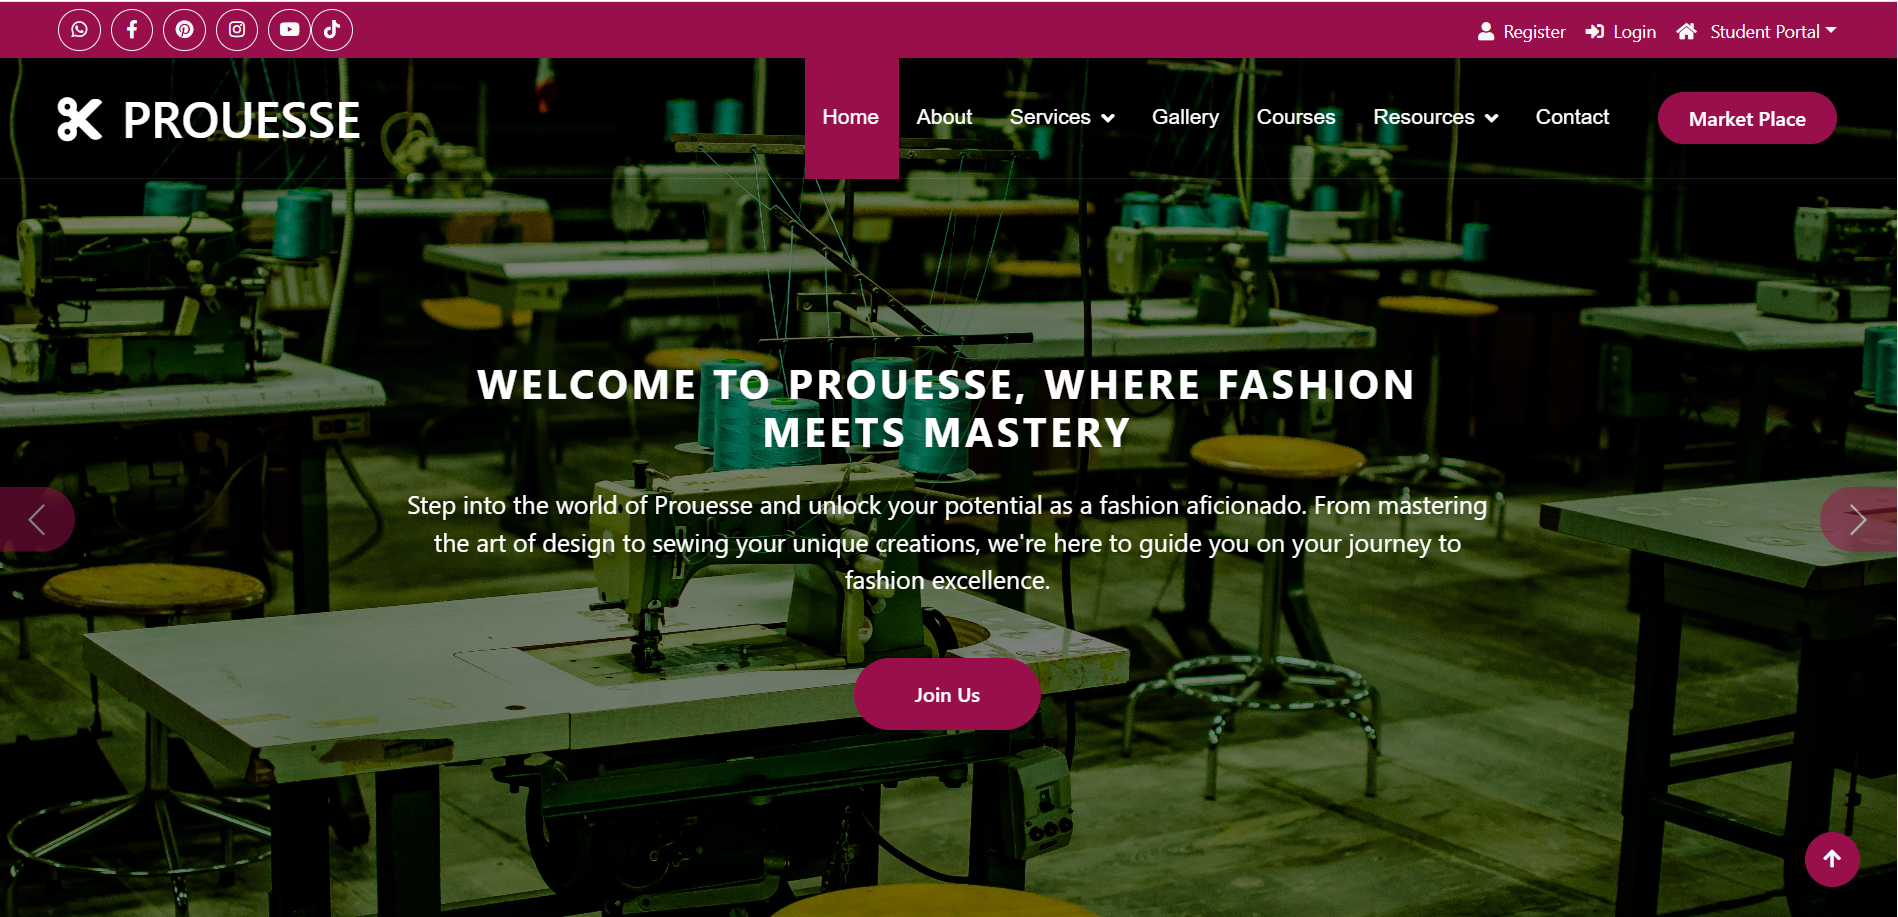 Register Login Student Portal
PROUESSE
Home About Services Gallery Courses Resources Contact Market Place
WELCOME TO PROUESSE, WHERE FASHION
MEETS MASTERY
Step into the world of Prouesse and unlock your potential as a fashion aficionado. From mastering
the art of design to sewing your unique creations, we're here to guide you on your journey to
fashion excellence.
Join Us